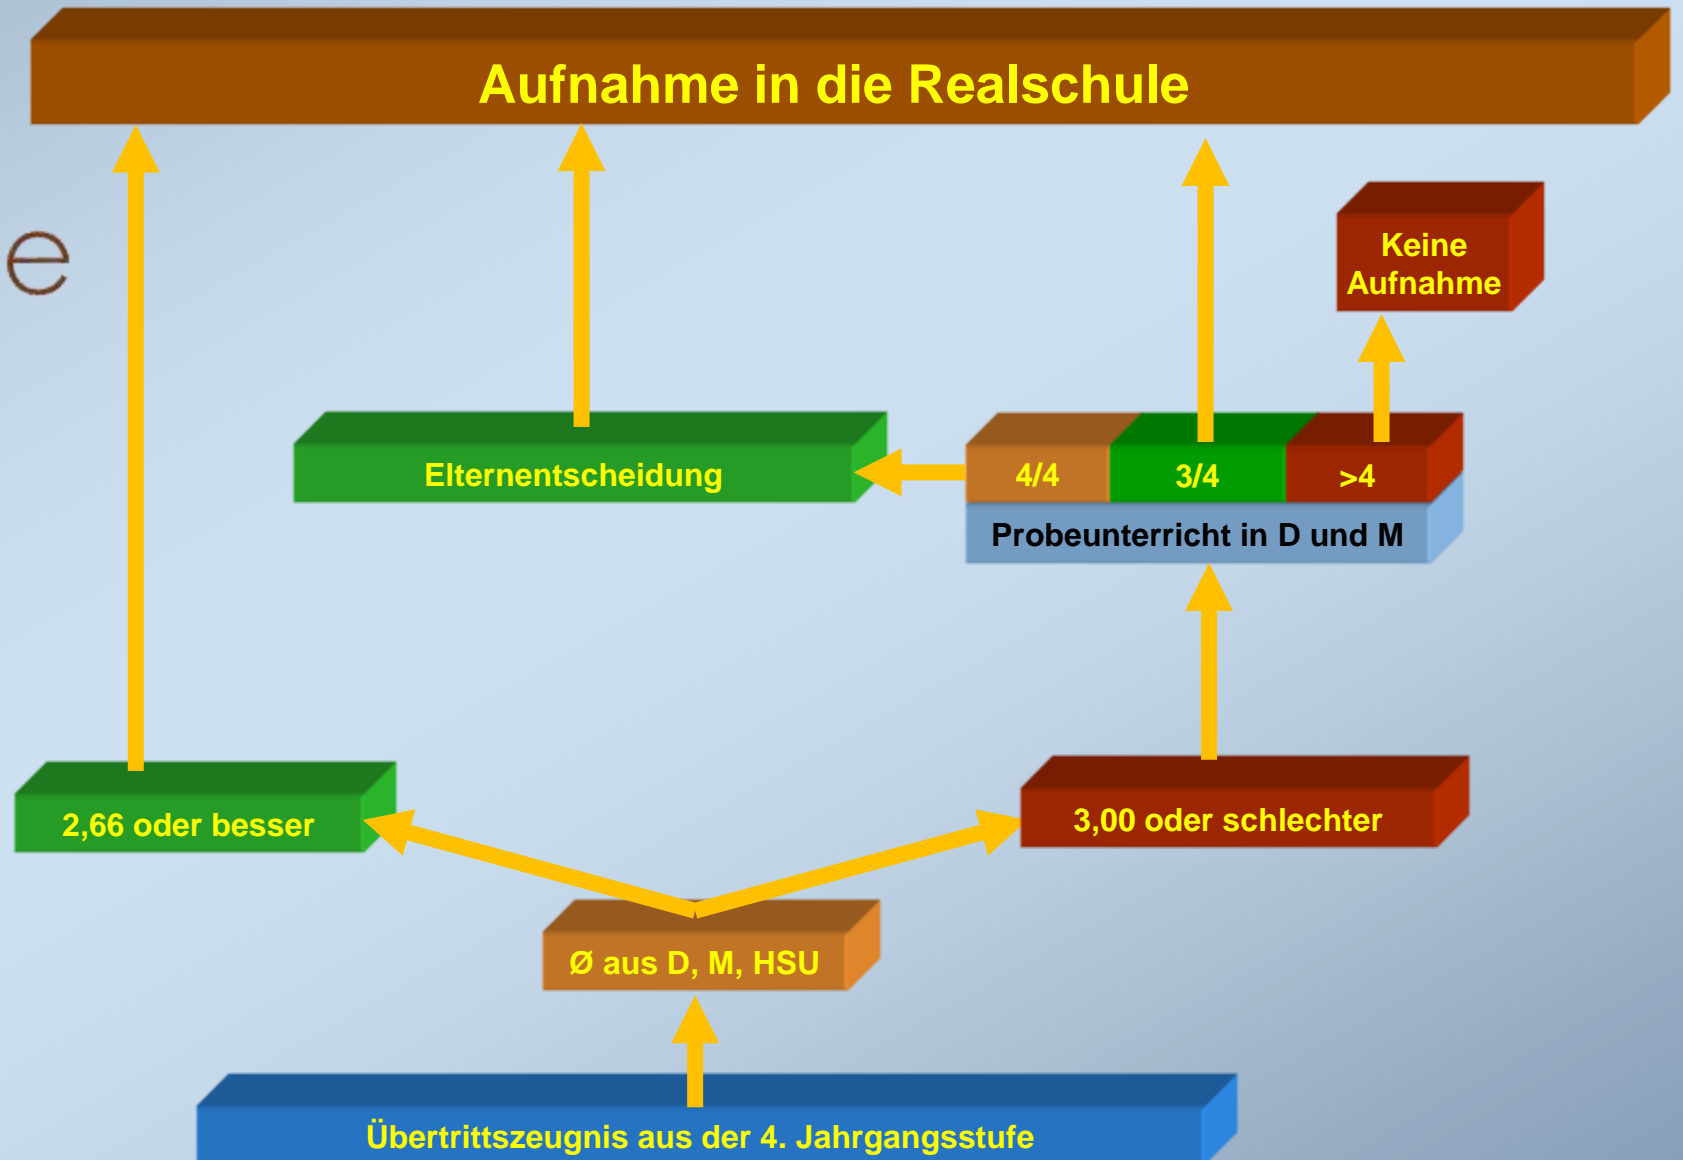 Aufnahme in die Realschule
e
Keine
Aufnahme
Elternentscheidung
4/4
3/4
>4
Probeunterricht in D und M
2,66 oder besser
3,00 oder schlechter
Ø aus D, M, HSU
Übertrittszeugnis aus der 4. Jahrgangsstufe